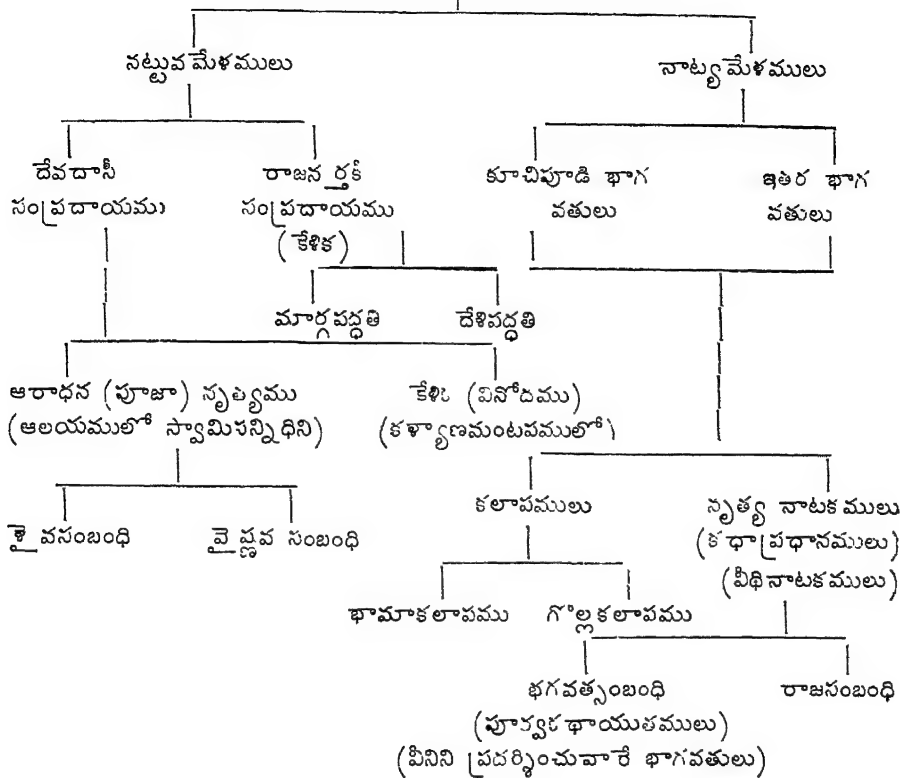 నట్టువ మేళములు
నాట్య మేళములు
దేవదాసీ
సంప్రదాయము
రాజనర్తకీ
సంప్రదాయము
(కేళిక)
కూచిపూడి భాగ
వతులు
ఇతర భాగ
వతులు
మార్గపద్ధతి
దేశిపద్ధతి
ఆరాధన (పూజా) నృత్యము
(ఆలయములో స్వామిసన్నిధిని)
కేళిక (వినోదము)
(కళ్యాణమంటపములో)
కలాపములు
నృత్య నాటకములు
(కథాప్రధానములు)
(వీథినాటకములు)
శైవసంబంధి
వైష్ణవ సంబంధి
భామాకలాపము
గొల్లకలాపము
భగవత్సంబంధి
(పూర్వకథాయుతములు)
(వీనిని ప్రదర్శించువారే భాగవతులు)
రాజసంబంధి